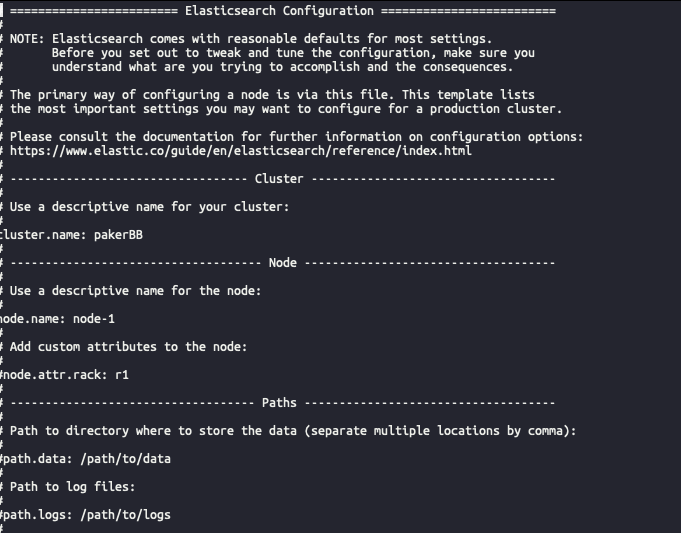 # ======================== Elasticsearch Configuration =========================
#
# NOTE: Elasticsearch comes with reasonable defaults for most settings.
#       Before you set out to tweak and tune the configuration, make sure you
#       understand what are you trying to accomplish and the consequences.
#
# The primary way of configuring a node is via this file. This template lists
# the most important settings you may want to configure for a production cluster.
#
# Please consult the documentation for further information on configuration options:
# https://www.elastic.co/guide/en/elasticsearch/reference/index.html
#
# ---------------------------------- Cluster -----------------------------------
#
# Use a descriptive name for your cluster:
#
cluster.name: pakerBB
#
# ------------------------------------ Node ------------------------------------
#
# Use a descriptive name for the node:
#
node.name: node-1
#
# Add custom attributes to the node:
#
#node.attr.rack: r1
#
# ----------------------------------- Paths ------------------------------------
#
# Path to directory where to store the data (separate multiple locations by comma):
#
#path.data: /path/to/data
#
# Path to log files:
#
#path.logs: /path/to/logs
#